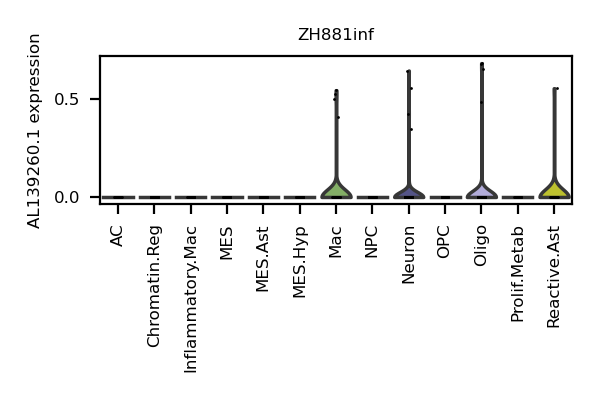 ZH881inf
AL139260.1 expression
0.5
0.0
AC
Chromatin.Reg
Inflammatory.Mac
MES
MES.Ast
MES.Hyp
Mac
NPC
Neuron
OPC
Oligo
Prolif.Metab
Reactive.Ast